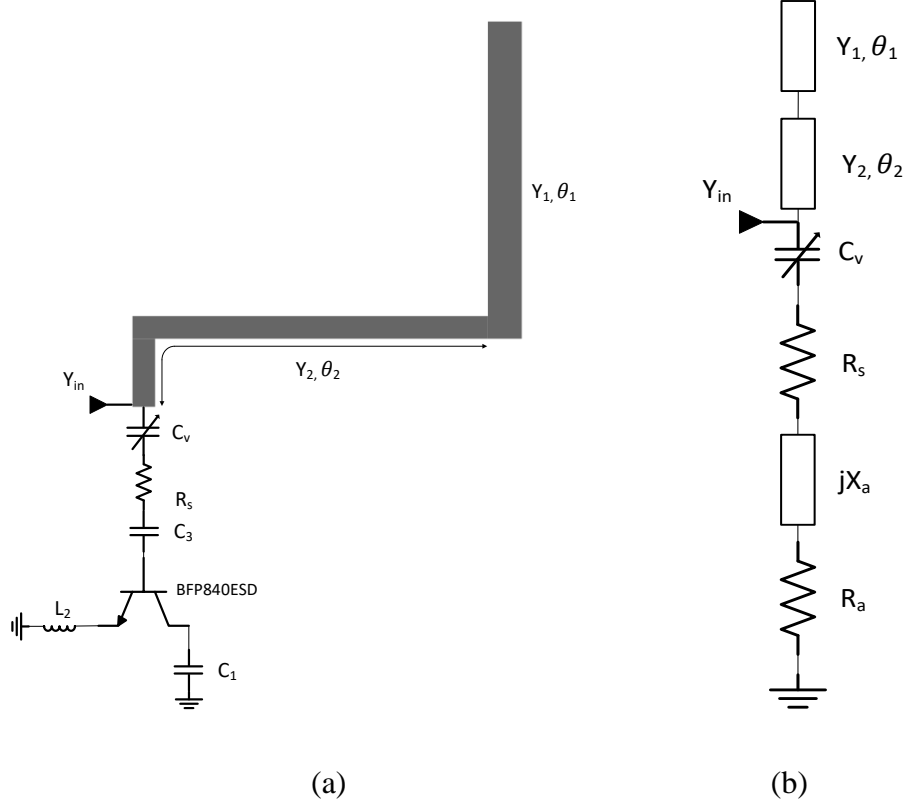 Y₁, θ₁
Y₂, θ₂
Yᵢₙ
Cᵥ
Rₛ
C₃
BFP840ESD
L₂
C₁
(a)
Y₁, θ₁
Y₂, θ₂
Yᵢₙ
Cᵥ
Rₛ
jXₐ
Rₐ
(b)